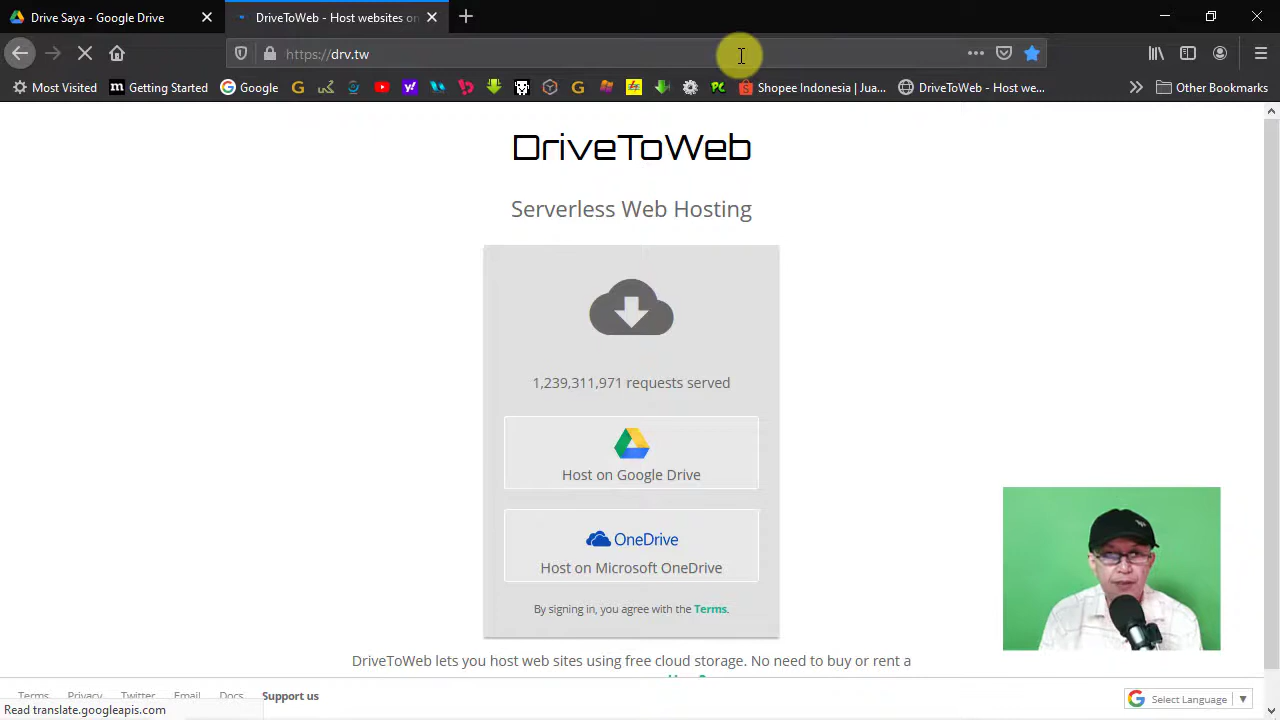 Drive Saya - Google Drive
DriveToWeb - Host websites on
https://drv.tw
Most Visited
Getting Started
Google
Shopee Indonesia | Jua...
DriveToWeb - Host we...
Other Bookmarks
DriveToWeb
Serverless Web Hosting
1,239,311,971 requests served
Host on Google Drive
OneDrive
Host on Microsoft OneDrive
By signing in, you agree with the Terms.
DriveToWeb lets you host web sites using free cloud storage. No need to buy or rent a
Terms Privacy Twitter Email Docs Support us
Select Language
Read translate.googleapis.com